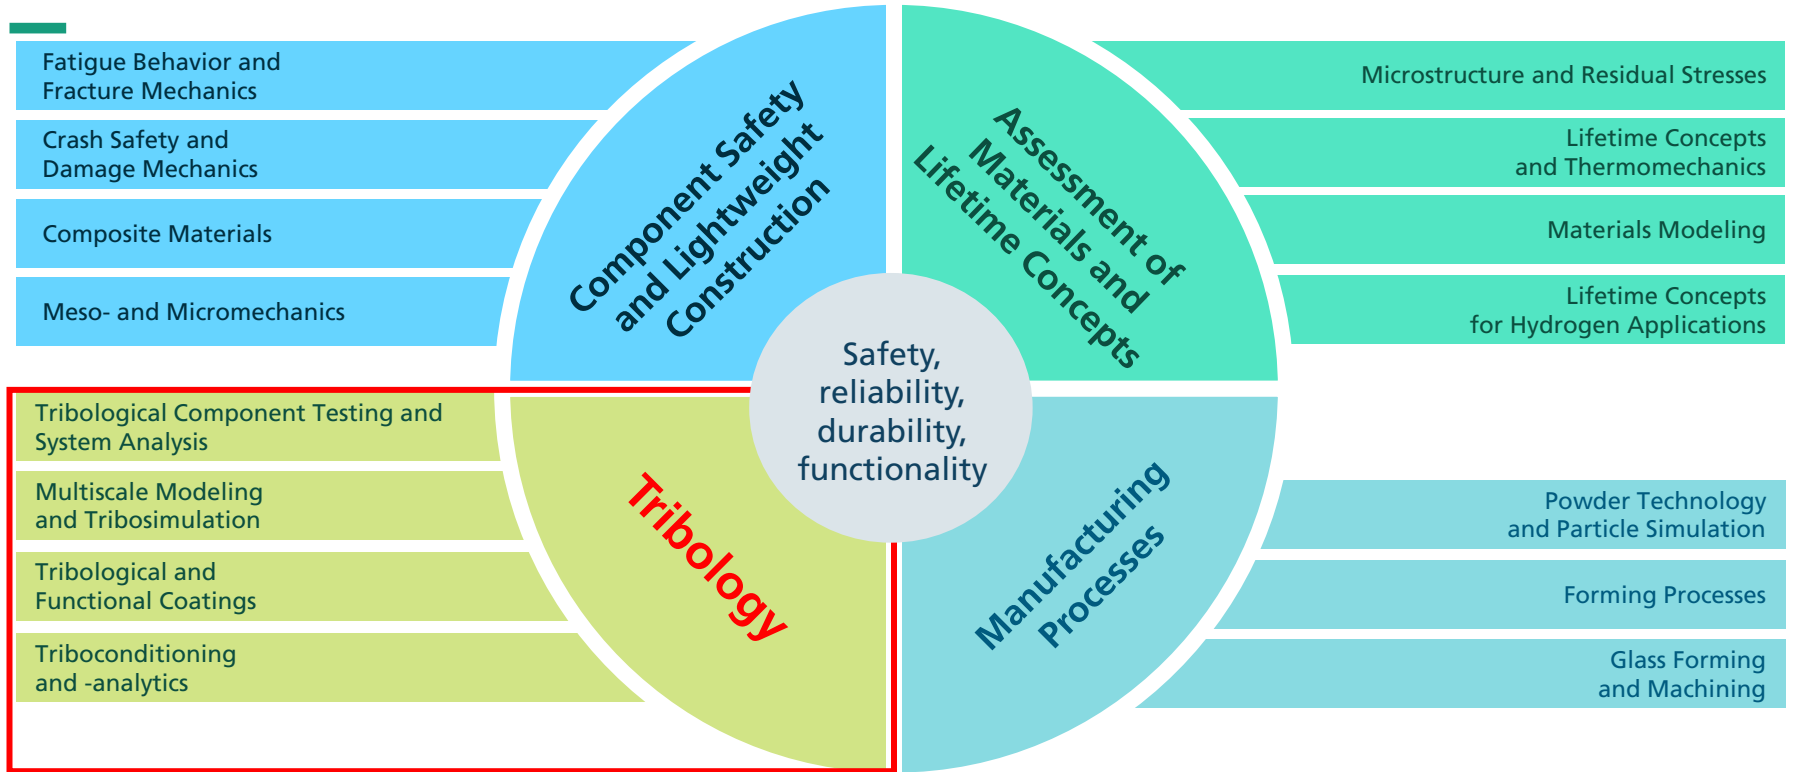 Fatigue Behavior and
Fracture Mechanics
Crash Safety and
Damage Mechanics
Composite Materials
Meso- and Micromechanics
Component Safety
and Lightweight
Construction
Assessment of
Materials and
Lifetime Concepts
Microstructure and Residual Stresses
Lifetime Concepts
and Thermomechanics
Materials Modeling
Lifetime Concepts
for Hydrogen Applications
Safety,
reliability,
durability,
functionality
Tribological Component Testing and
System Analysis
Multiscale Modeling
and Tribosimulation
Tribological and
Functional Coatings
Triboconditioning
and -analytics
Tribology
Manufacturing
Processes
Powder Technology
and Particle Simulation
Forming Processes
Glass Forming
and Machining